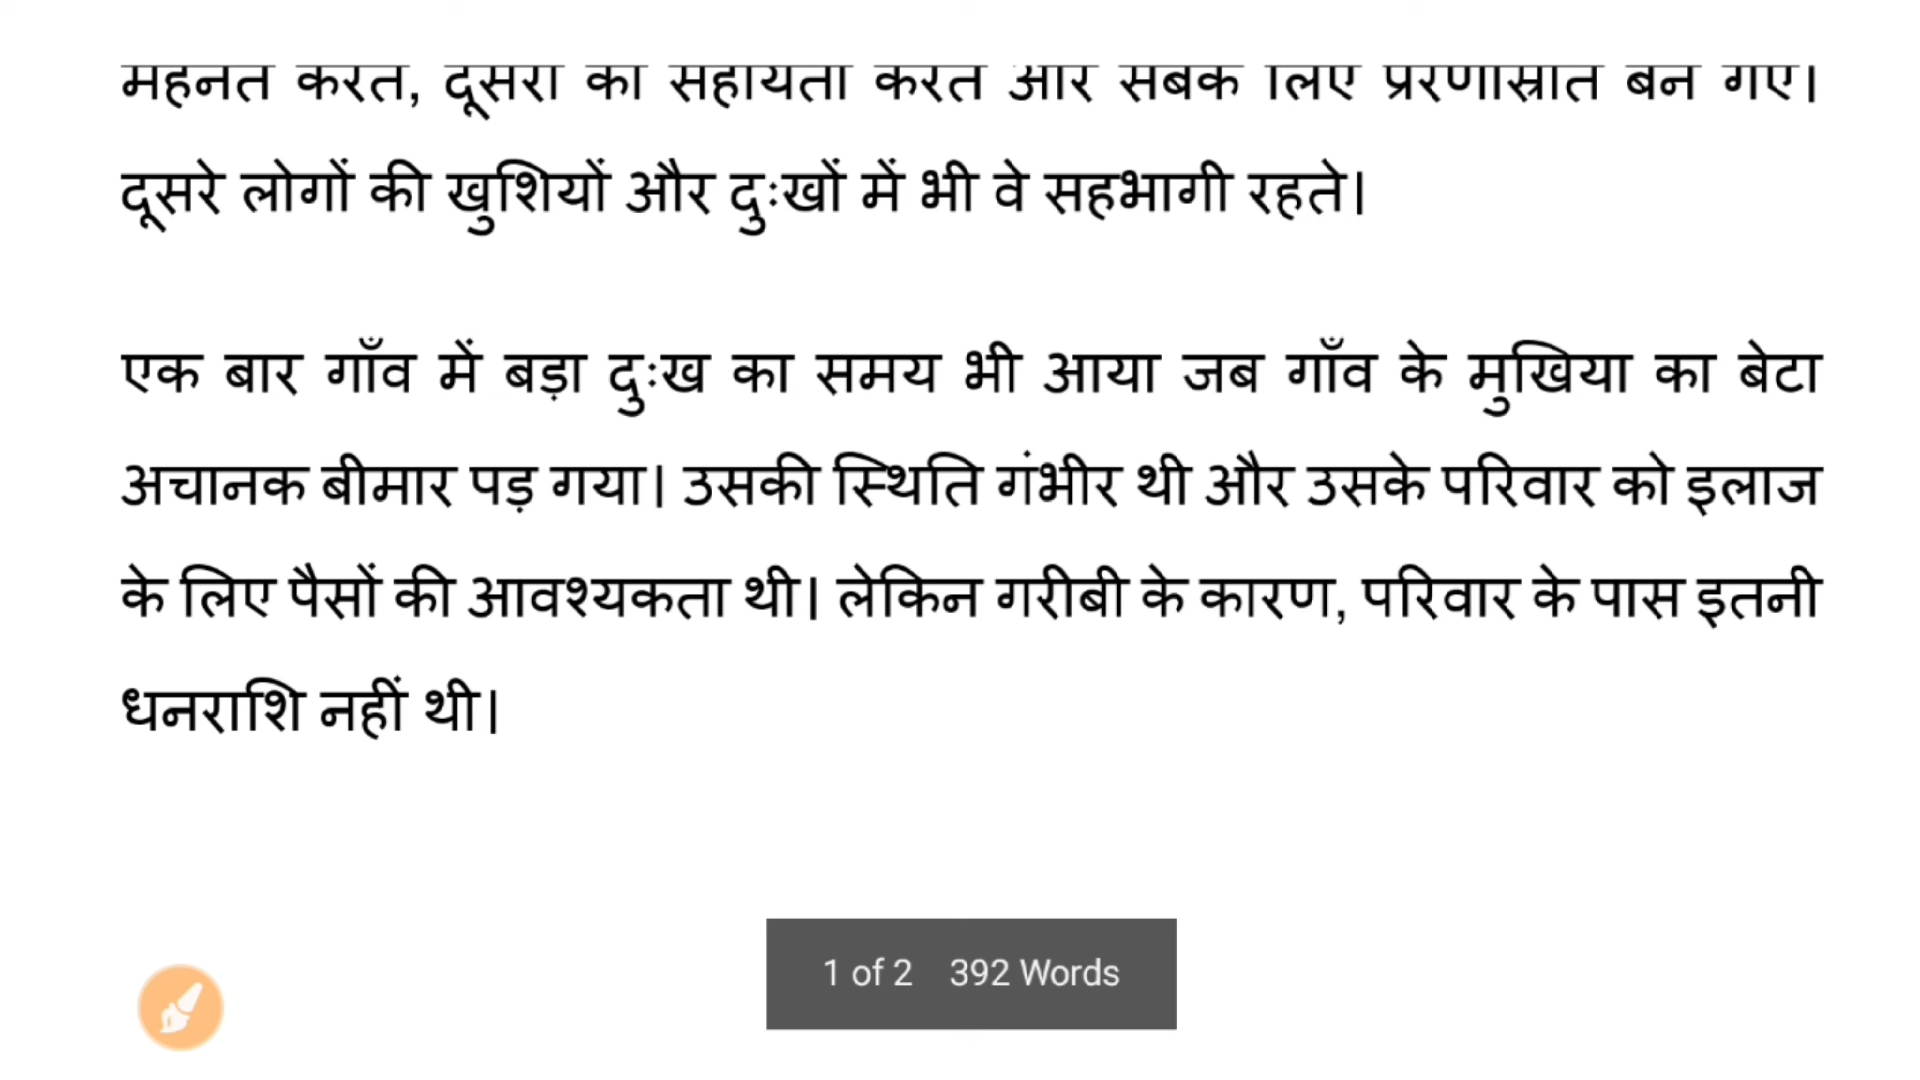 मेहनत करते, दूसरों की सहायता करते और सबके लिए प्रेरणास्रोत बन गए।
दूसरे लोगों की खुशियों और दुःखों में भी वे सहभागी रहते।
एक बार गाँव में बड़ा दुःख का समय भी आया जब गाँव के मुखिया का बेटा
अचानक बीमार पड़ गया। उसकी स्थिति गंभीर थी और उसके परिवार को इलाज
के लिए पैसों की आवश्यकता थी। लेकिन गरीबी के कारण, परिवार के पास इतनी
धनराशि नहीं थी।
1 of 2 392 Words